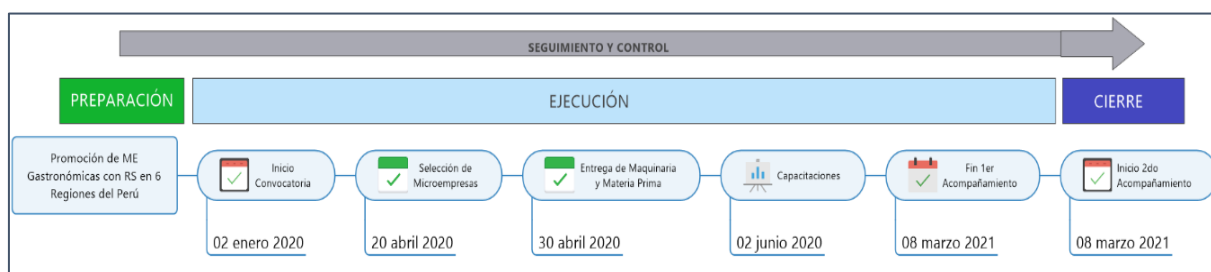 SEGUIMIENTO Y CONTROL
PREPARACIÓN
EJECUCIÓN
CIERRE
Promoción de ME
Gastronómicas con RS en 6
Regiones del Perú
Inicio
Convocatoria
Selección de
Microempresas
Entrega de Maquinaria
y Materia Prima
Capacitaciones
Fin 1er
Acompañamiento
Inicio 2do
Acompañamiento
02 enero 2020
20 abril 2020
30 abril 2020
02 junio 2020
08 marzo 2021
08 marzo 2021